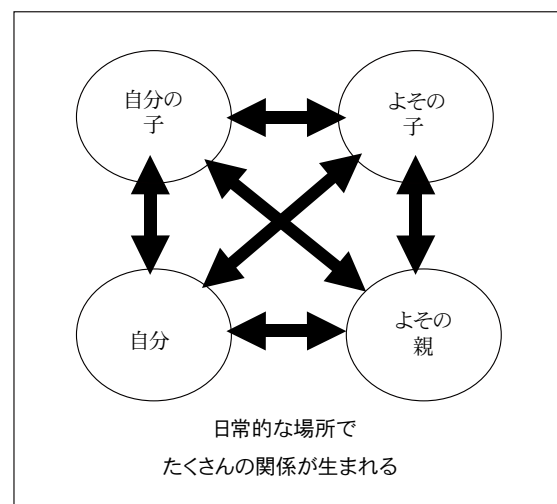 自分の
子
よその
子
自分
よその
親
日常的な場所で
たくさんの関係が生まれる